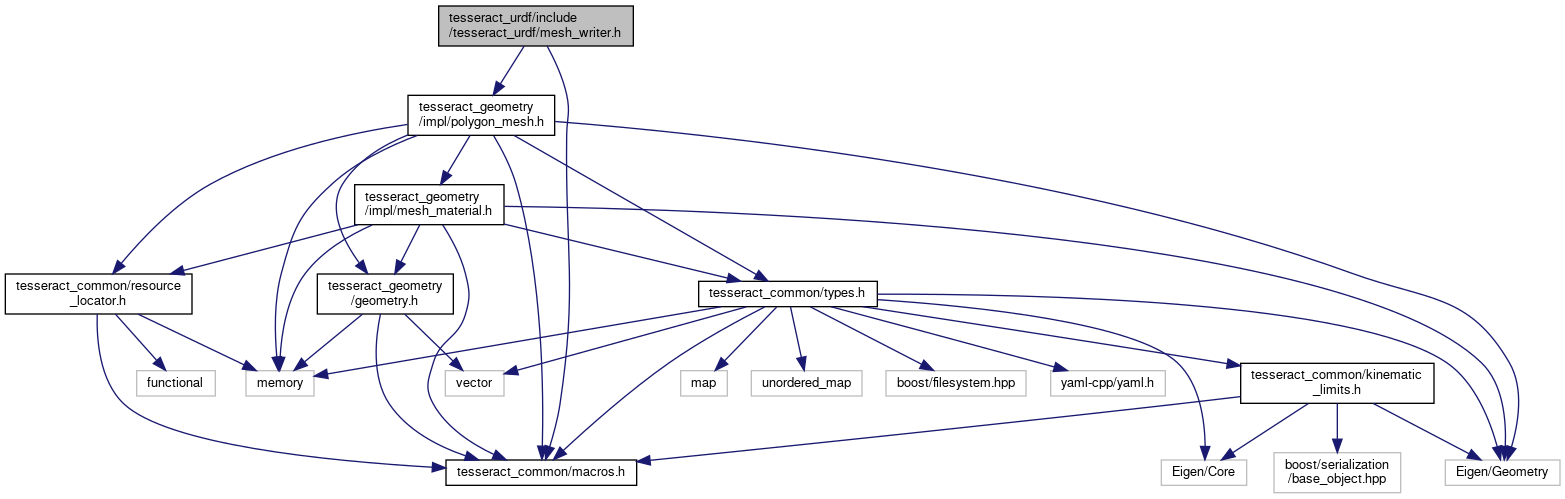 tesseract_urdf/include
/tesseract_urdf/mesh_writer.h
tesseract_geometry
/impl/polygon_mesh.h
tesseract_geometry
/impl/mesh_material.h
tesseract_common/resource
_locator.h
tesseract_geometry
/geometry.h
tesseract_common/types.h
functional
memory
vector
map
unordered_map
boost/filesystem.hpp
yaml-cpp/yaml.h
tesseract_common/kinematic
_limits.h
tesseract_common/macros.h
Eigen/Core
boost/serialization
/base_object.hpp
Eigen/Geometry